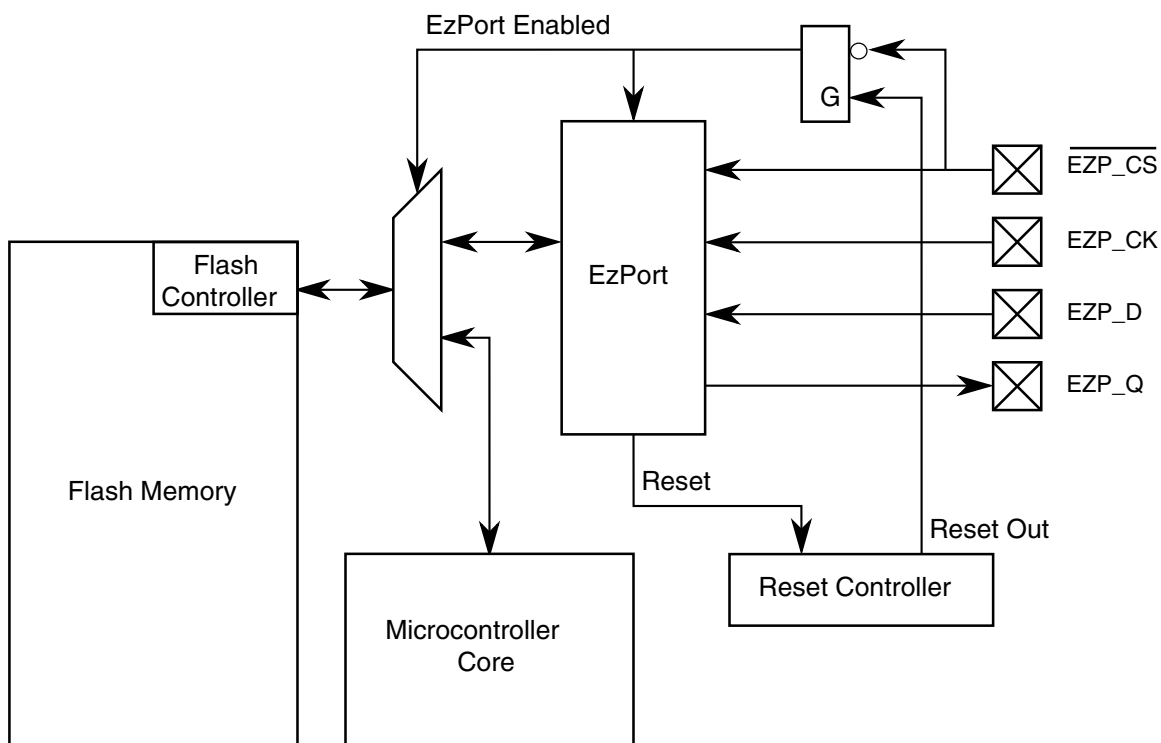 EzPort Enabled
G
EZP_CS
EZP_CK
Flash
Controller
EzPort
EZP_D
EZP_Q
Flash Memory
Reset
Reset Out
Reset Controller
Microcontroller
Core